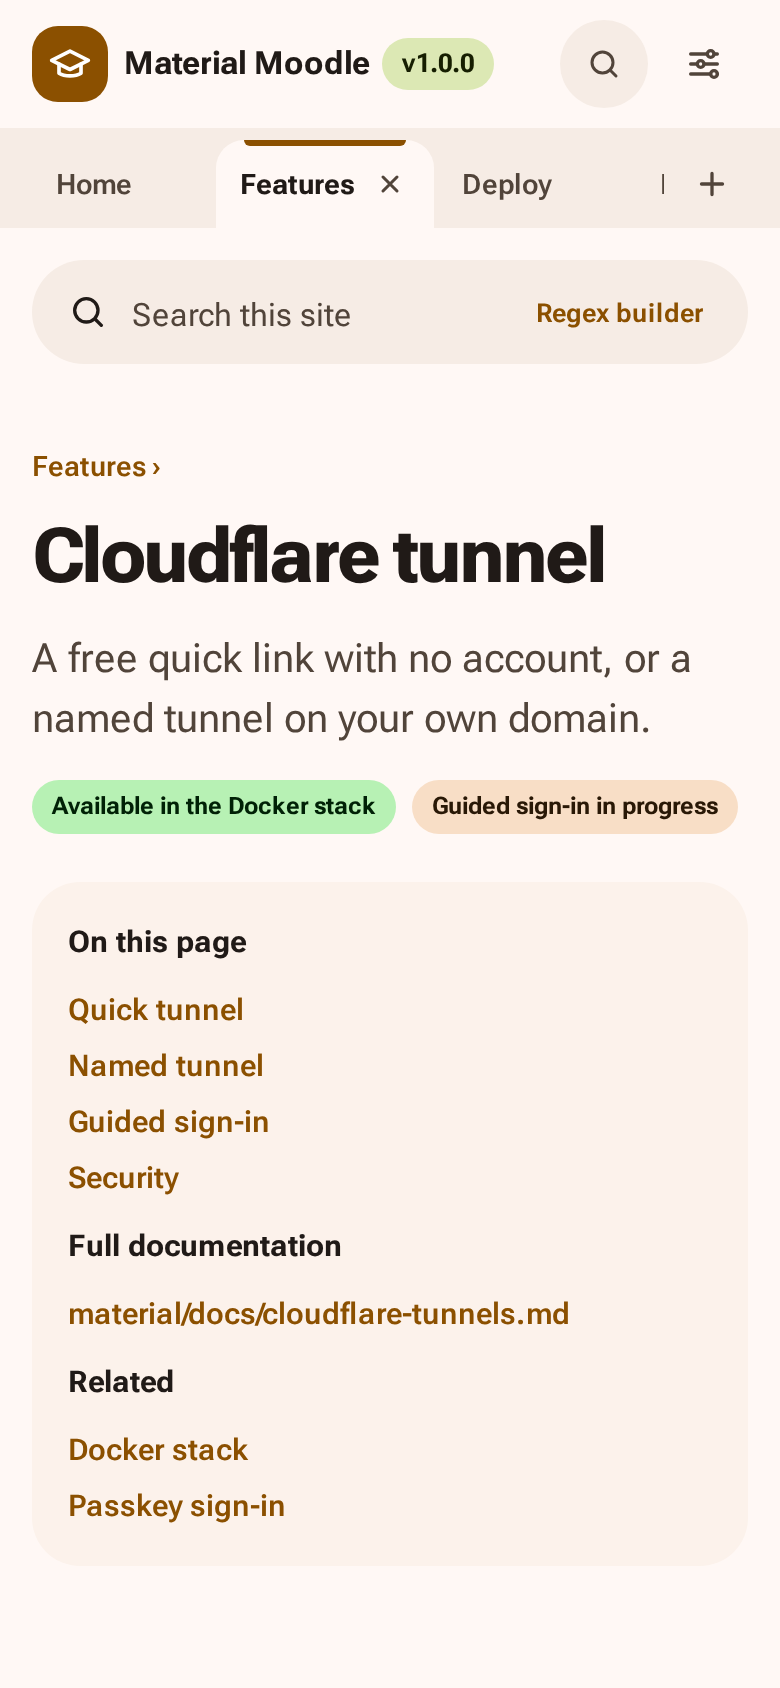 Material Moodle v1.0.0
Home Features Deploy
Search this site Regex builder
Features ›
Cloudflare tunnel
A free quick link with no account, or a
named tunnel on your own domain.
Available in the Docker stack Guided sign-in in progress
On this page
Quick tunnel
Named tunnel
Guided sign-in
Security
Full documentation
material/docs/cloudflare-tunnels.md
Related
Docker stack
Passkey sign-in